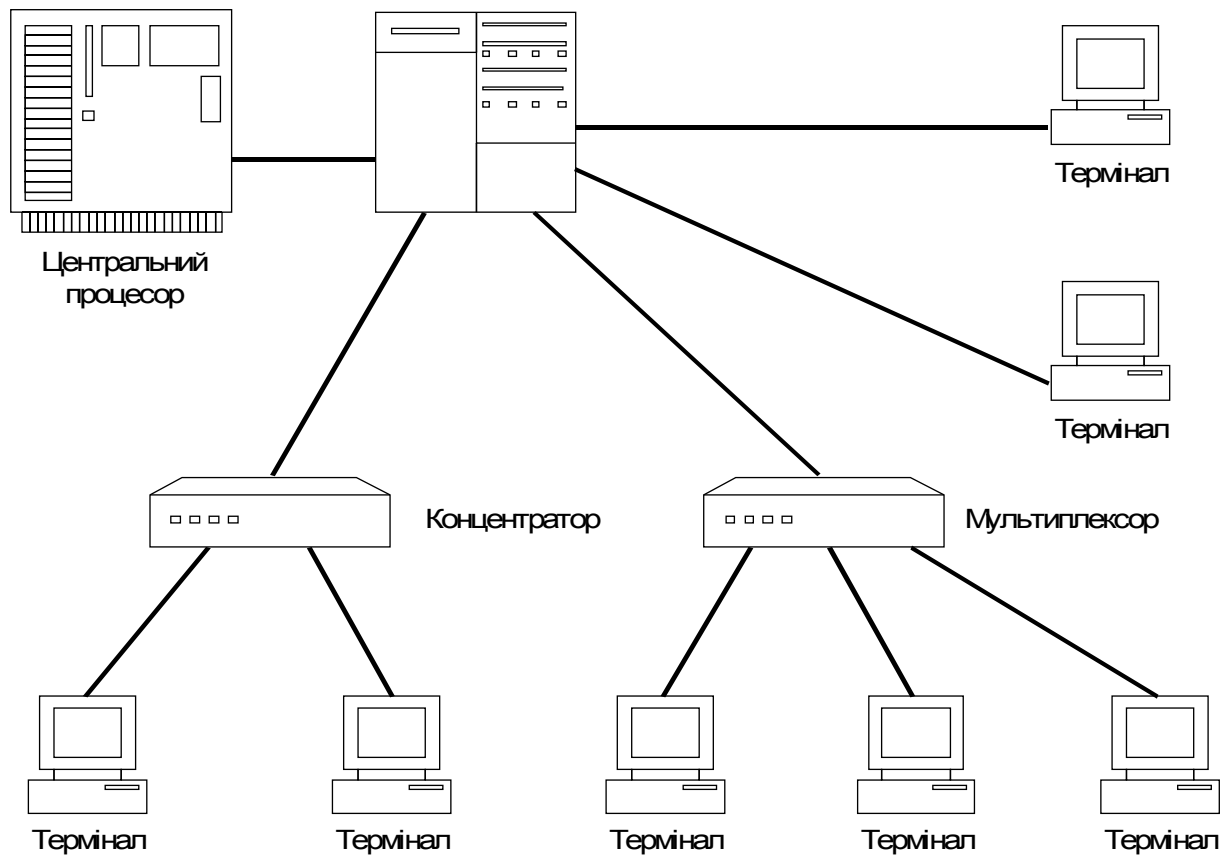 Термінал
Центральний
процесор
Термінал
Концентратор
Мультиплексор
Термінал
Термінал
Термінал
Термінал
Термінал